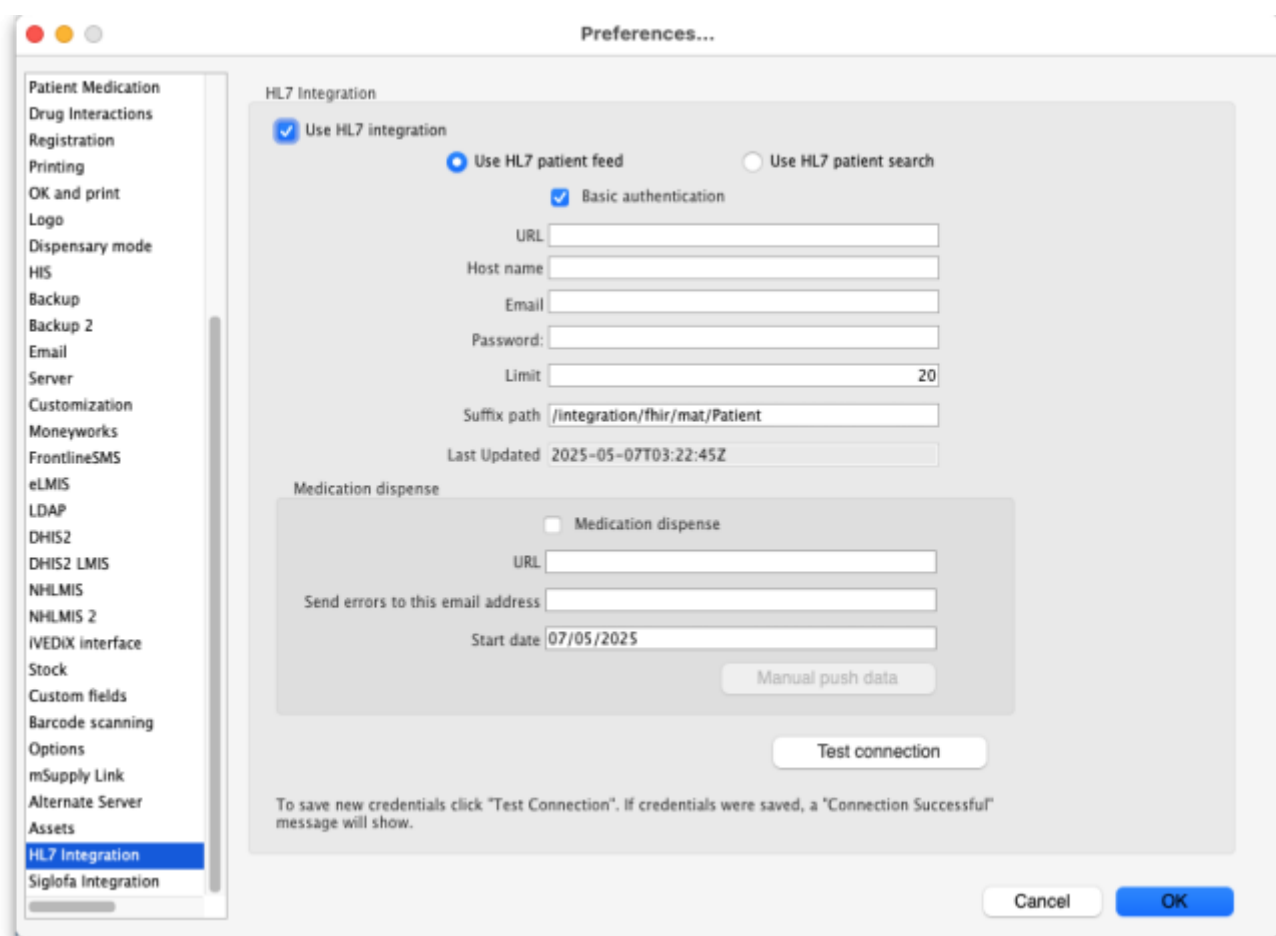 Preferences...
Patient Medication
Drug Interactions
Registration
Printing
OK and print
Logo
Dispensary mode
HIS
Backup
Backup 2
Email
Server
Customization
Moneyworks
FrontlineSMS
eLMIS
LDAP
DHIS2
DHIS2 LMIS
NHLMIS
NHLMIS 2
iVEDiX interface
Stock
Custom fields
Barcode scanning
Options
mSupply Link
Alternate Server
Assets
HL7 Integration
Siglofa Integration
HL7 Integration
Use HL7 integration
Use HL7 patient feed Use HL7 patient search
Basic authentication
URL
Host name
Email
Password:
Limit 20
Suffix path /integration/fhir/mat/Patient
Last Updated 2025-05-07T03:22:45Z
Medication dispense
Medication dispense
URL
Send errors to this email address
Start date 07/05/2025
Manual push data
Test connection
To save new credentials click "Test Connection". If credentials were saved, a "Connection Successful"
message will show.
Cancel OK